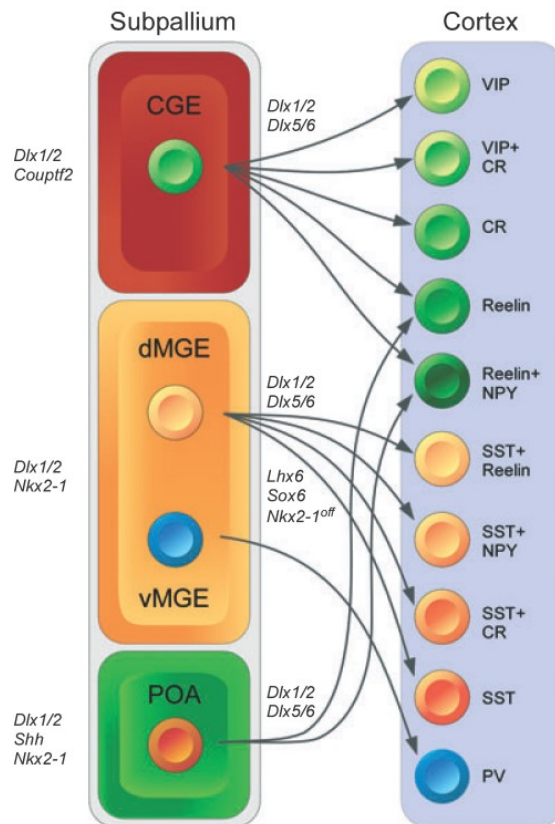 Subpallium
Cortex
CGE
Dlx1/2
Couptf2
Dlx1/2
Dlx5/6
dMGE
vMGE
Dlx1/2
Nkx2-1
Dlx1/2
Dlx5/6
Lhx6
Sox6
Nkx2-1off
POA
Dlx1/2
Shh
Nkx2-1
Dlx1/2
Dlx5/6
VIP
VIP+
CR
CR
Reelin
Reelin+
NPY
SST+
Reelin
SST+
NPY
SST+
CR
SST
PV